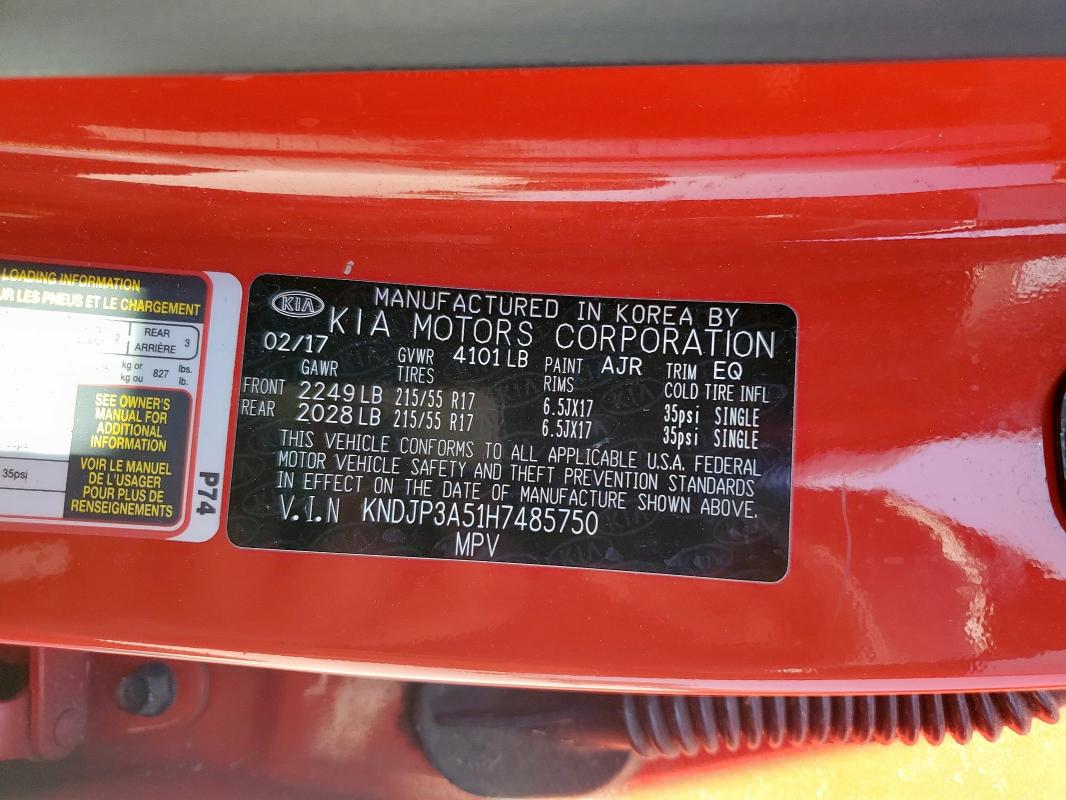 LOADING INFORMATION
UR LES PNEUS ET LE CHARGEMENT
2 REAR 3
ARRIÈRE
kg or 827 lbs.
kg ou lb.
SEE OWNER'S
MANUAL FOR
ADDITIONAL
INFORMATION
35psi
VOIR LE MANUEL
DE L'USAGER
POUR PLUS DE
RENSEIGNEMENTS
P74
KIA
MANUFACTURED IN KOREA BY
KIA MOTORS CORPORATION
02/17 GVWR 4101 LB PAINT AJR TRIM EQ
GAWR TIRES RIMS COLD TIRE INFL
FRONT 2249 LB 215/55 R17 6.5JX17 35psi SINGLE
REAR 2028 LB 215/55 R17 6.5JX17 35psi SINGLE
THIS VEHICLE CONFORMS TO ALL APPLICABLE U.S.A. FEDERAL
MOTOR VEHICLE SAFETY AND THEFT PREVENTION STANDARDS
IN EFFECT ON THE DATE OF MANUFACTURE SHOWN ABOVE.
V.I.N KNDJP3A51H7485750
MPV